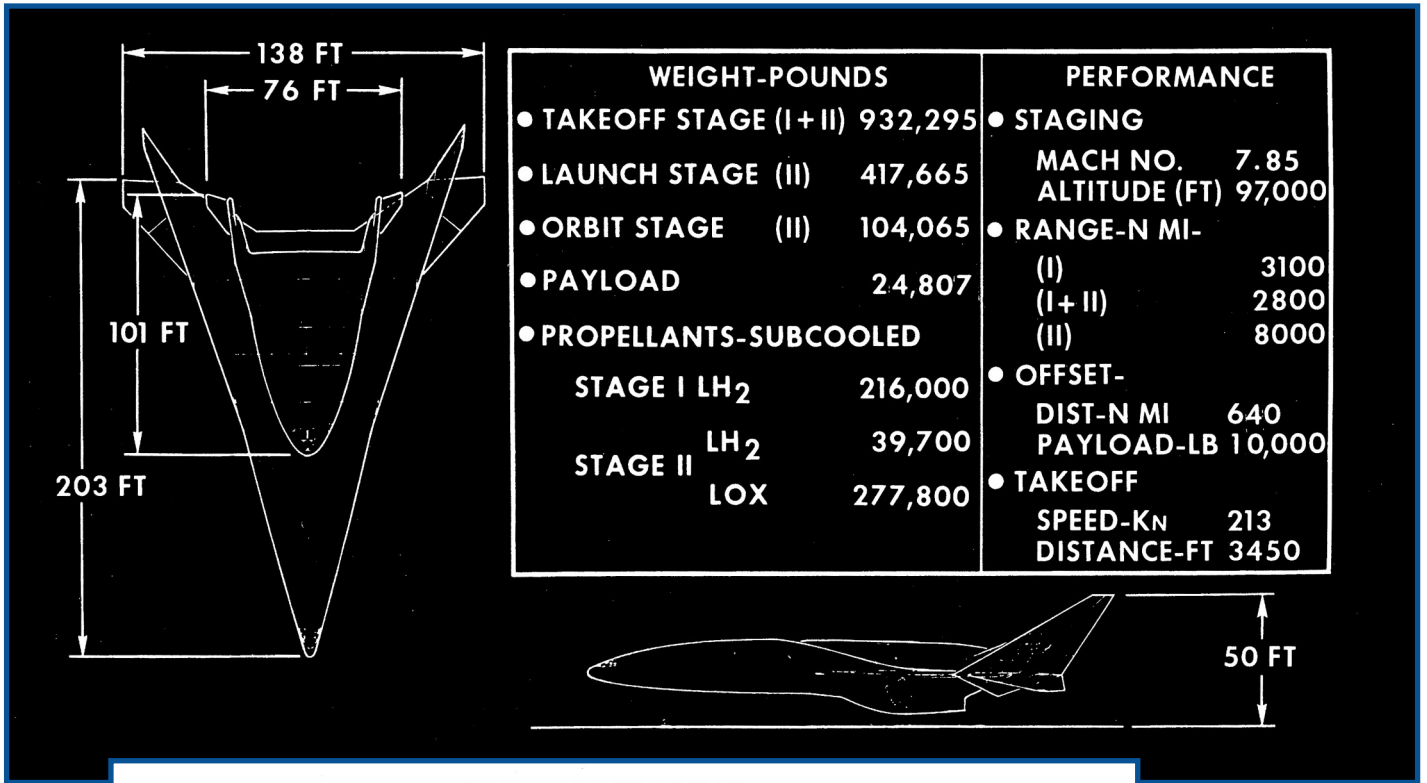 138 FT
76 FT
101 FT
203 FT
WEIGHT-POUNDS
● TAKEOFF STAGE (I + II) 932,295
● LAUNCH STAGE (II) 417,665
● ORBIT STAGE (II) 104,065
● PAYLOAD 24,807
● PROPELLANTS-SUBCOOLED
STAGE I LH2 216,000
STAGE II
LH2 39,700
LOX 277,800
PERFORMANCE
● STAGING
MACH NO. 7.85
ALTITUDE (FT) 97,000
● RANGE-N MI-
(I) 3100
(I + II) 2800
(II) 8000
● OFFSET-
DIST-N MI 640
PAYLOAD-LB 10,000
● TAKEOFF
SPEED-KN 213
DISTANCE-FT 3450
50 FT